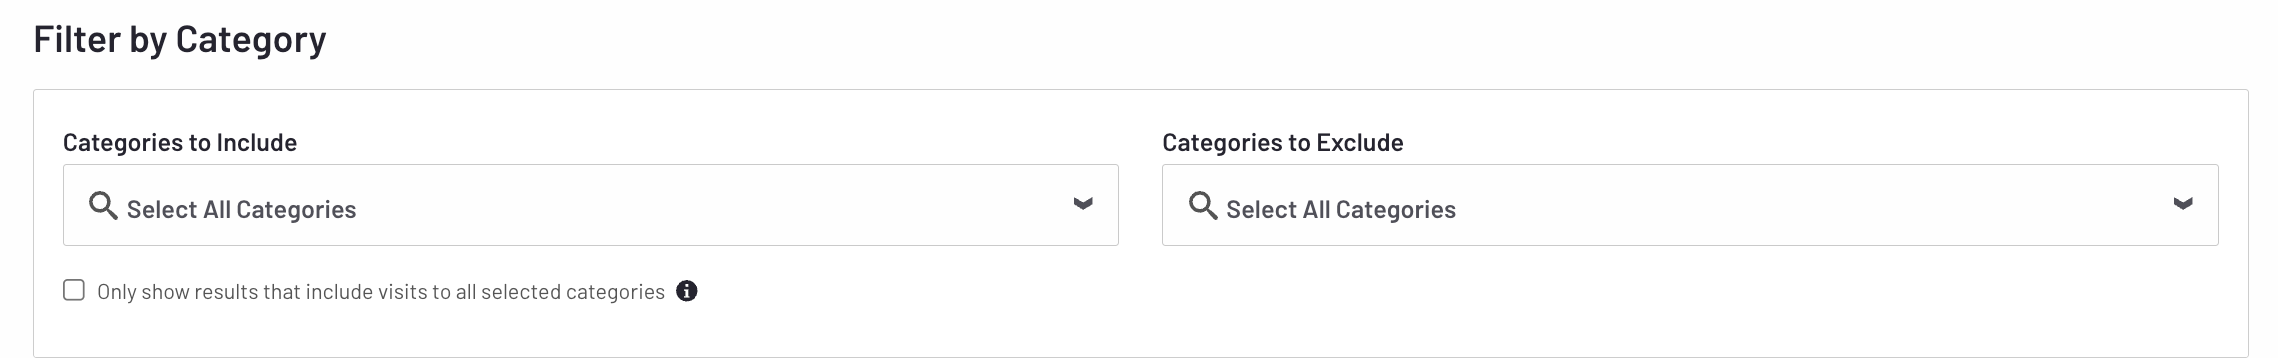 Filter by Category
Categories to Include
Select All Categories
Only show results that include visits to all selected categories
Categories to Exclude
Select All Categories